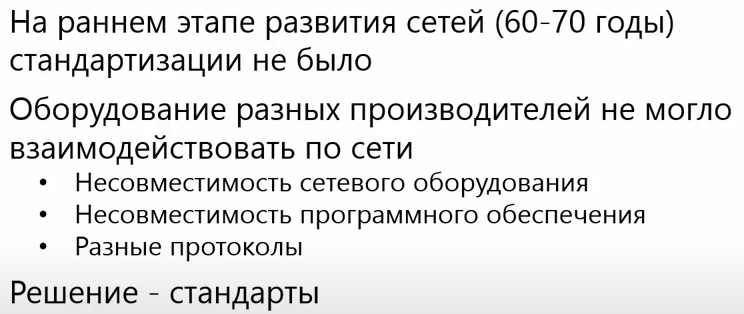 На раннем этапе развития сетей (60-70 годы)
стандартизации не было
Оборудование разных производителей не могло
взаимодействовать по сети
• Несовместимость сетевого оборудования
• Несовместимость программного обеспечения
• Разные протоколы
Решение - стандарты